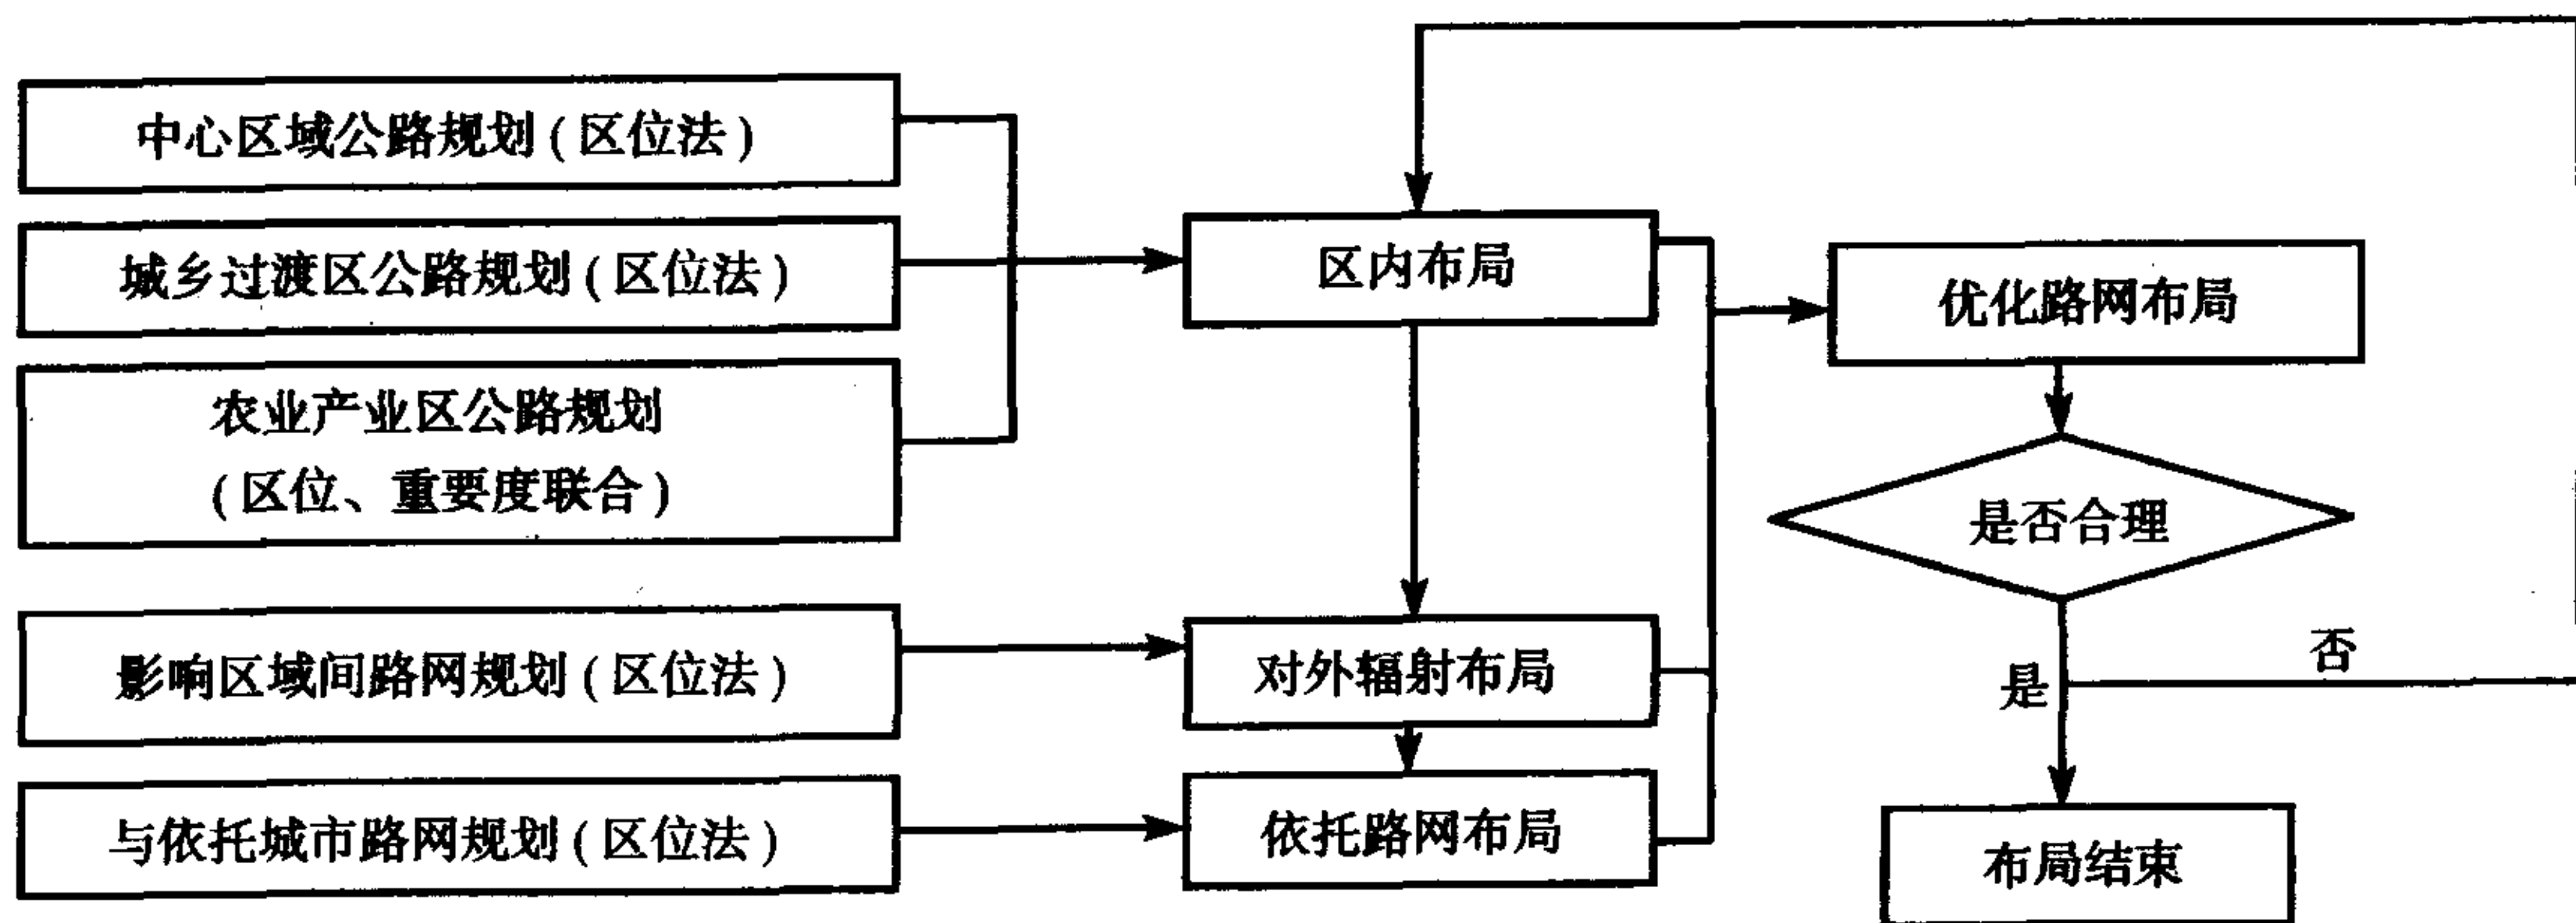 中心区域公路规划(区位法)
城乡过渡区公路规划(区位法)
农业产业区公路规划
(区位、重要度联合)
影响区域间路网规划(区位法)
与依托城市路网规划(区位法)
区内布局
对外辐射布局
依托路网布局
优化路网布局
是否合理
是
否
布局结束